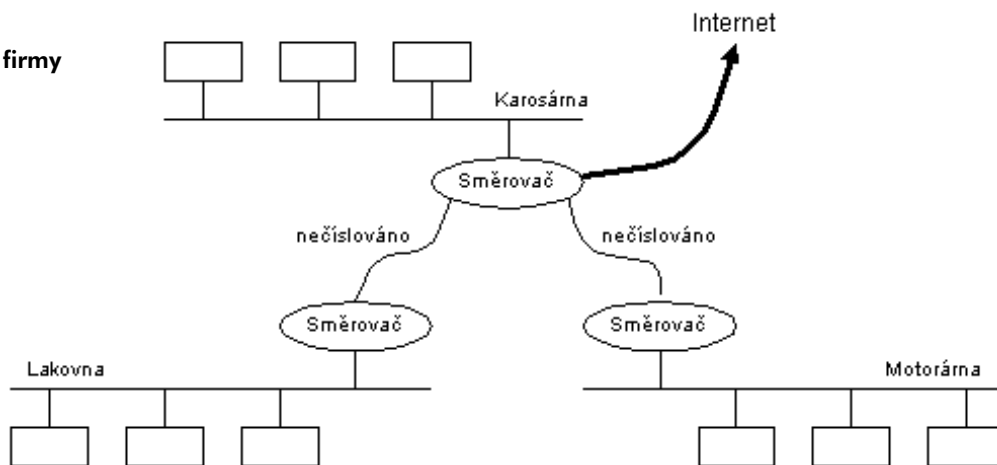 Internet
firmy
Karosárna
Směrovač
nečíslováno
nečíslováno
Směrovač
Směrovač
Lakovna
Motorárna